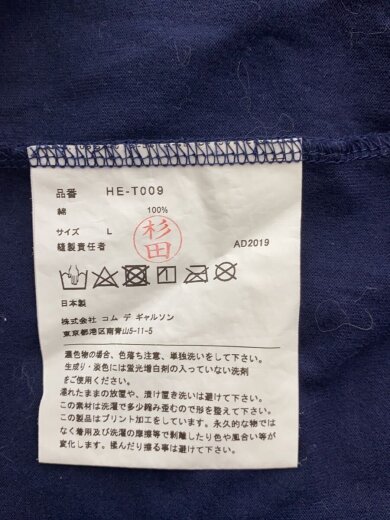 品番 HE-T009
綿 100%
サイズ L
縫製責任者 杉田 AD2019
日本製
株式会社 コム デ ギャルソン
東京都港区南青山5-11-5
濃色物の場合、色落ち注意、単独洗いをして下さい。
生成り・淡色には蛍光増白剤の入っていない洗剤
をご使用ください。
濡れたままの放置や、漬け置き洗いは避けて下さい。
この素材は洗濯で多少縮み歪むので形を整えて下さい。
この製品はプリント加工をしています。永久的な物では
なく着用及び洗濯の摩擦等で剥離したり色や風合い等が
変化します。揉んだり擦る事は避けて下さい。